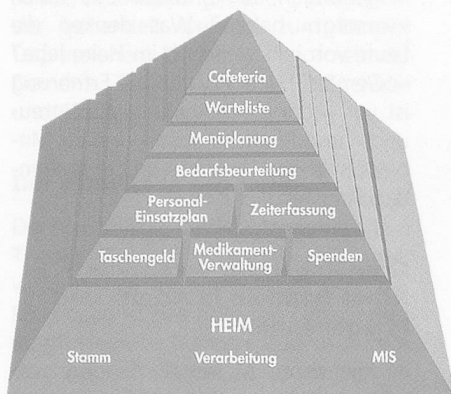 Cafeteria
Warteliste
Menüplanung
Bedarfsbeurteilung
Personal-
Einsatzplan
Zeiterfassung
Taschengeld
Medikament-
Verwaltung
Spenden
HEIM
Stamm Verarbeitung MIS